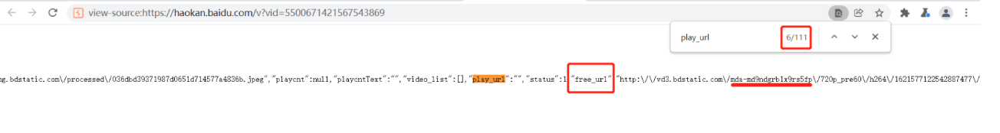 view-source:https://haokan.baidu.com/v?vid=5500671421567543869
play_url 6/111
ng.bdstatic.com\/processed\/036dbd39371987d0651d714577a4836b.jpeg","playcnt":null,"playcntText":"","video_list":[],"play_url":"","status":1,"free_url":"http:\/\/vd3.bdstatic.com\/mda-md9ndgrb1x9rs5fp\/720p_pre60\/h264\/1621577122542887477\/